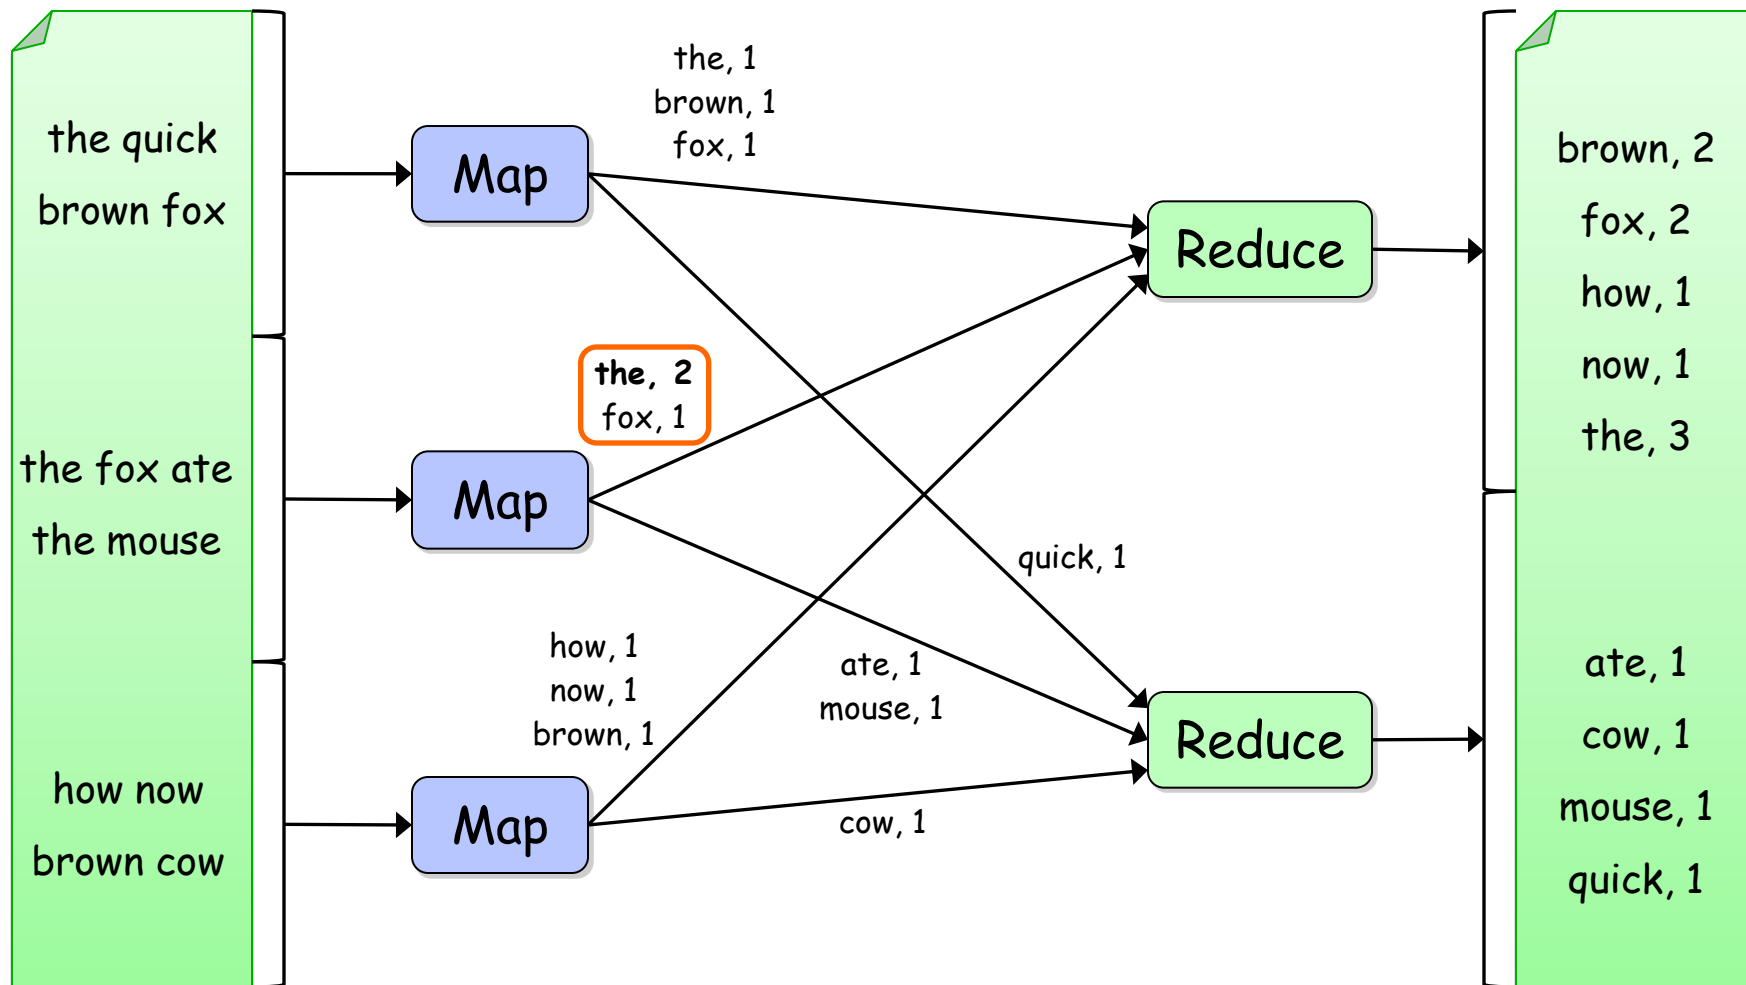 the quick
brown fox
the fox ate
the mouse
how now
brown cow
Map
Map
Map
the, 1
brown, 1
fox, 1
the, 2
fox, 1
how, 1
now, 1
brown, 1
quick, 1
ate, 1
mouse, 1
cow, 1
Reduce
Reduce
brown, 2
fox, 2
how, 1
now, 1
the, 3
ate, 1
cow, 1
mouse, 1
quick, 1